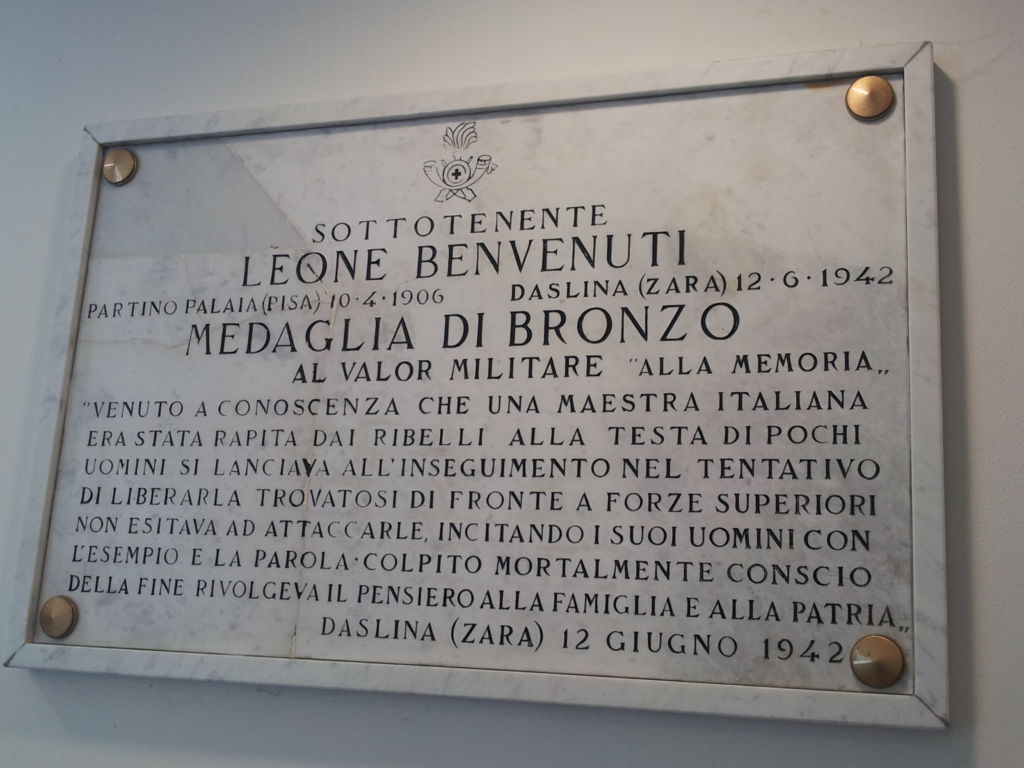 SOTTOTENENTE
LEONE BENVENUTI
PARTINO PALAIA (PISA) 10·4·1906 DASLINA (ZARA) 12·6·1942
MEDAGLIA DI BRONZO
AL VALOR MILITARE "ALLA MEMORIA„
"VENUTO A CONOSCENZA CHE UNA MAESTRA ITALIANA
ERA STATA RAPITA DAI RIBELLI ALLA TESTA DI POCHI
UOMINI SI LANCIAVA ALL'INSEGUIMENTO NEL TENTATIVO
DI LIBERARLA TROVATOSI DI FRONTE A FORZE SUPERIORI
NON ESITAVA AD ATTACCARLE, INCITANDO I SUOI UOMINI CON
L'ESEMPIO E LA PAROLA·COLPITO MORTALMENTE CONSCIO
DELLA FINE RIVOLGEVA IL PENSIERO ALLA FAMIGLIA E ALLA PATRIA„
DASLINA (ZARA) 12 GIUGNO 1942